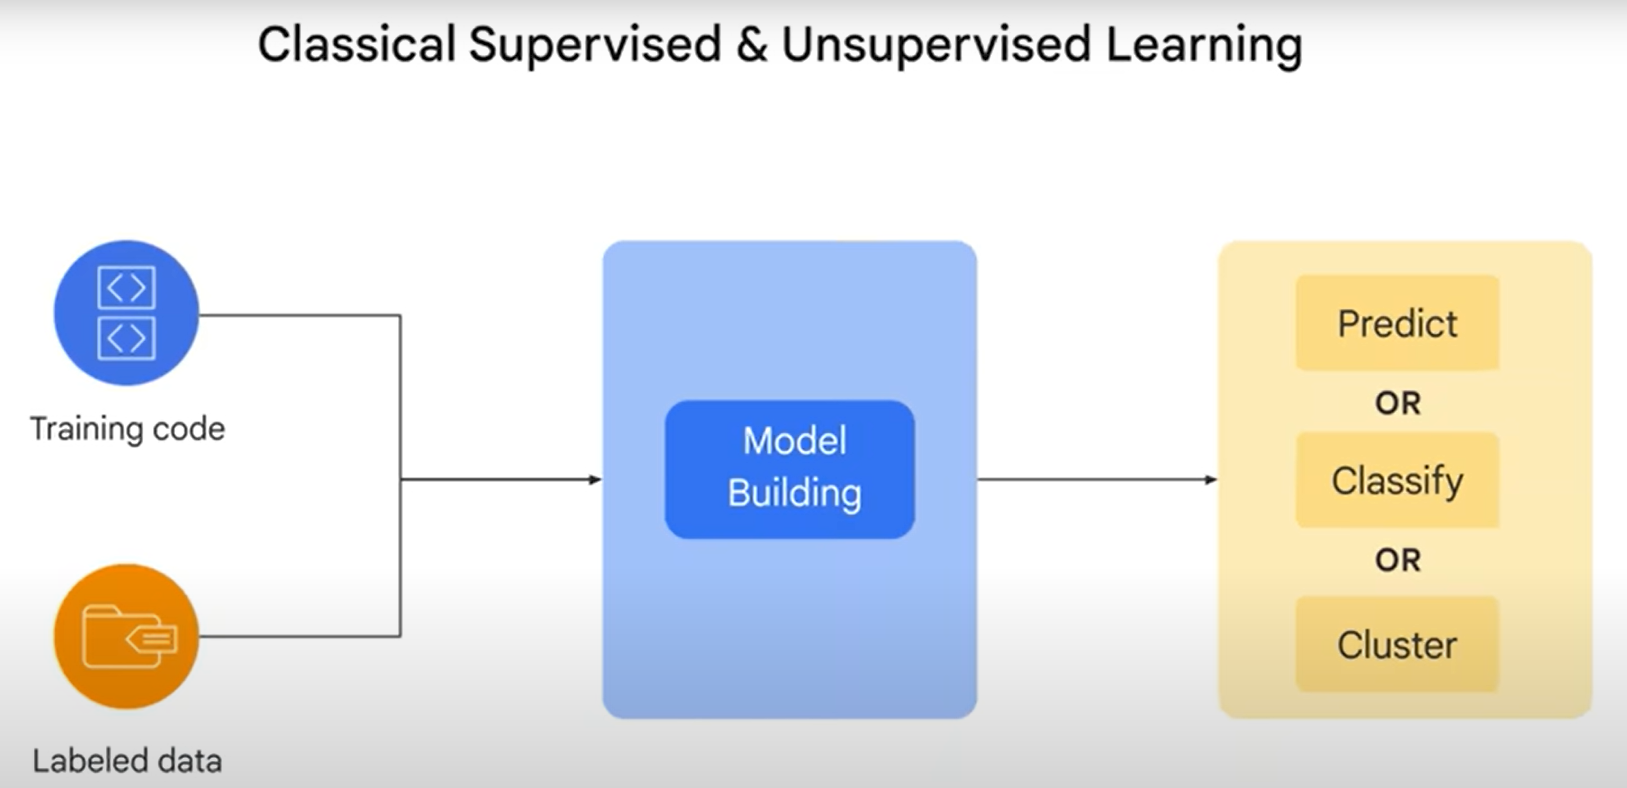 Classical Supervised & Unsupervised Learning
Training code
Labeled data
Model
Building
Predict
OR
Classify
OR
Cluster